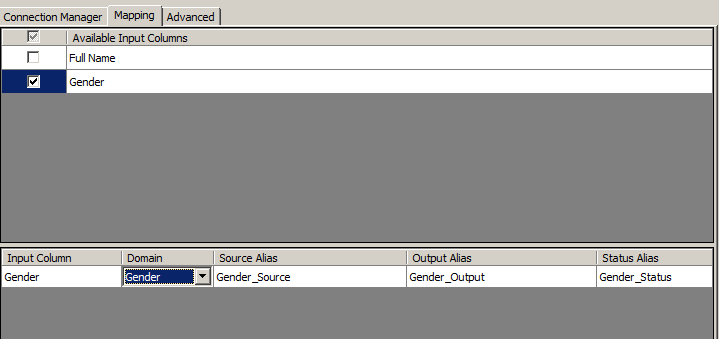 Connection Manager Mapping Advanced
Available Input Columns
Full Name
Gender
Input Column Domain Source Alias Output Alias Status Alias
Gender Gender Gender_Source Gender_Output Gender_Status